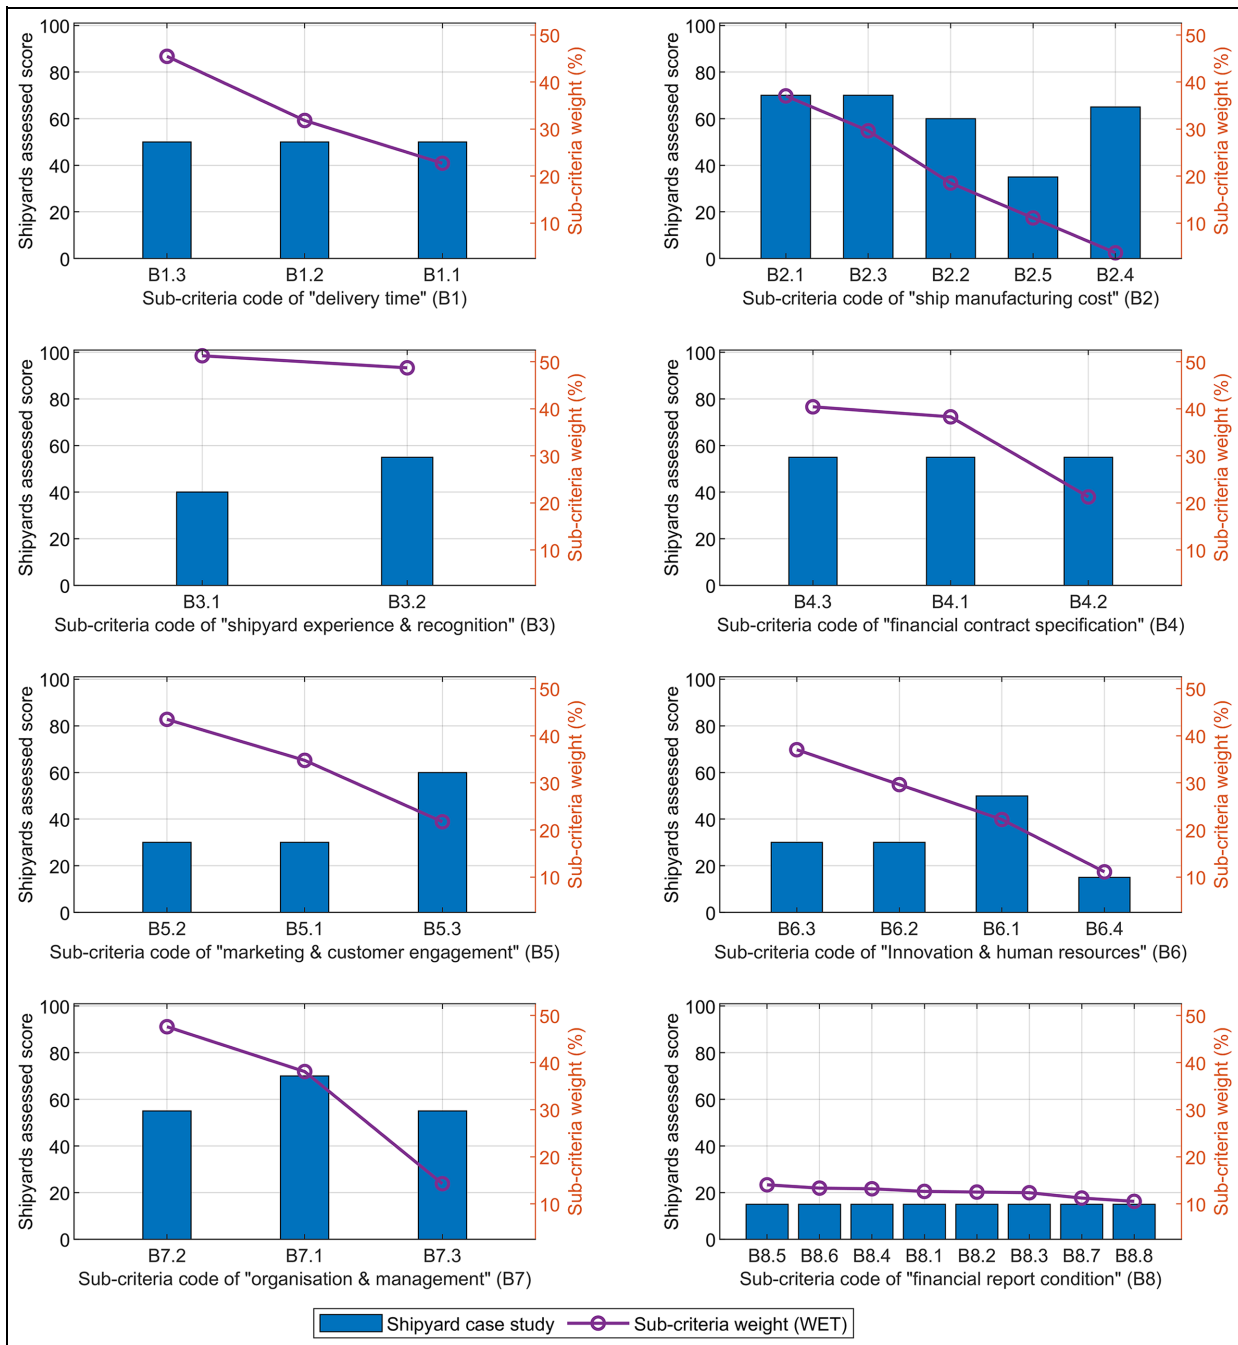 Shipyards assessed score
100
80
60
40
20
0
50
40
30
20
10
Sub-criteria weight (%)
B1.3 B1.2 B1.1
Sub-criteria code of "delivery time" (B1)
Shipyards assessed score
100
80
60
40
20
0
50
40
30
20
10
Sub-criteria weight (%)
B2.1 B2.3 B2.2 B2.5 B2.4
Sub-criteria code of "ship manufacturing cost" (B2)
Shipyards assessed score
100
80
60
40
20
0
50
40
30
20
10
Sub-criteria weight (%)
B3.1 B3.2
Sub-criteria code of "shipyard experience & recognition" (B3)
Shipyards assessed score
100
80
60
40
20
0
50
40
30
20
10
Sub-criteria weight (%)
B4.3 B4.1 B4.2
Sub-criteria code of "financial contract specification" (B4)
Shipyards assessed score
100
80
60
40
20
0
50
40
30
20
10
Sub-criteria weight (%)
B5.2 B5.1 B5.3
Sub-criteria code of "marketing & customer engagement" (B5)
Shipyards assessed score
100
80
60
40
20
0
50
40
30
20
10
Sub-criteria weight (%)
B6.3 B6.2 B6.1 B6.4
Sub-criteria code of "Innovation & human resources" (B6)
Shipyards assessed score
100
80
60
40
20
0
50
40
30
20
10
Sub-criteria weight (%)
B7.2 B7.1 B7.3
Sub-criteria code of "organisation & management" (B7)
Shipyards assessed score
100
80
60
40
20
0
50
40
30
20
10
Sub-criteria weight (%)
B8.5 B8.6 B8.4 B8.1 B8.2 B8.3 B8.7 B8.8
Sub-criteria code of "financial report condition" (B8)
Shipyard case study Sub-criteria weight (WET)